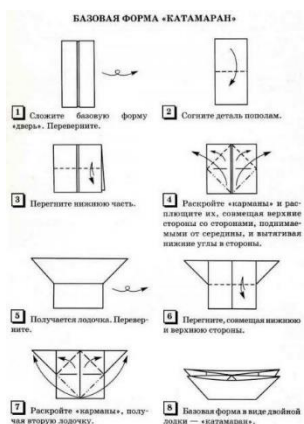 БАЗОВАЯ ФОРМА «КАТАМАРАН»
1 Сложите базовую форму
«дверь». Переверните.
2 Согните деталь пополам.
3 Перегните нижнюю часть.
4 Раскройте «карманы» и рас-
плющите их, совмещая верхние
стороны со сторонами, поднимае-
мыми от середины, и вытягивая
нижние углы в стороны.
5 Получается лодочка. Перевер-
ните.
6 Перегните, совмещая нижнюю
и верхнюю стороны.
7 Раскройте «карманы», полу-
чая вторую лодочку.
8 Базовая форма в виде двойной
лодки — «катамаран».